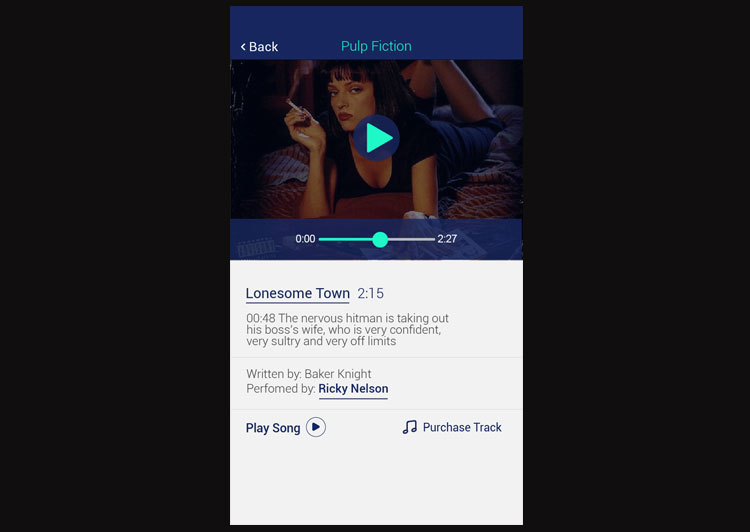 Back
Pulp Fiction
0:00
2:27
Lonesome Town 2:15
00:48 The nervous hitman is taking out
his boss's wife, who is very confident,
very sultry and very off limits
Written by: Baker Knight
Perfomed by: Ricky Nelson
Play Song
Purchase Track